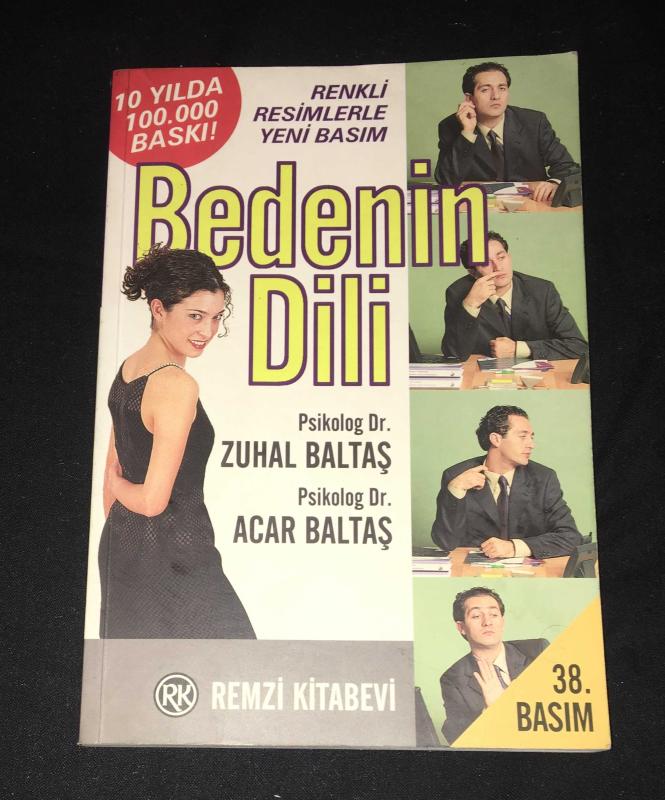 10 YILDA
100.000
BASKI!
RENKLİ
RESİMLERLE
YENİ BASIM
Bedenin
Dili
Psikolog Dr.
ZUHAL BALTAŞ
Psikolog Dr.
ACAR BALTAŞ
RK REMZİ KİTABEVİ
38.
BASIM